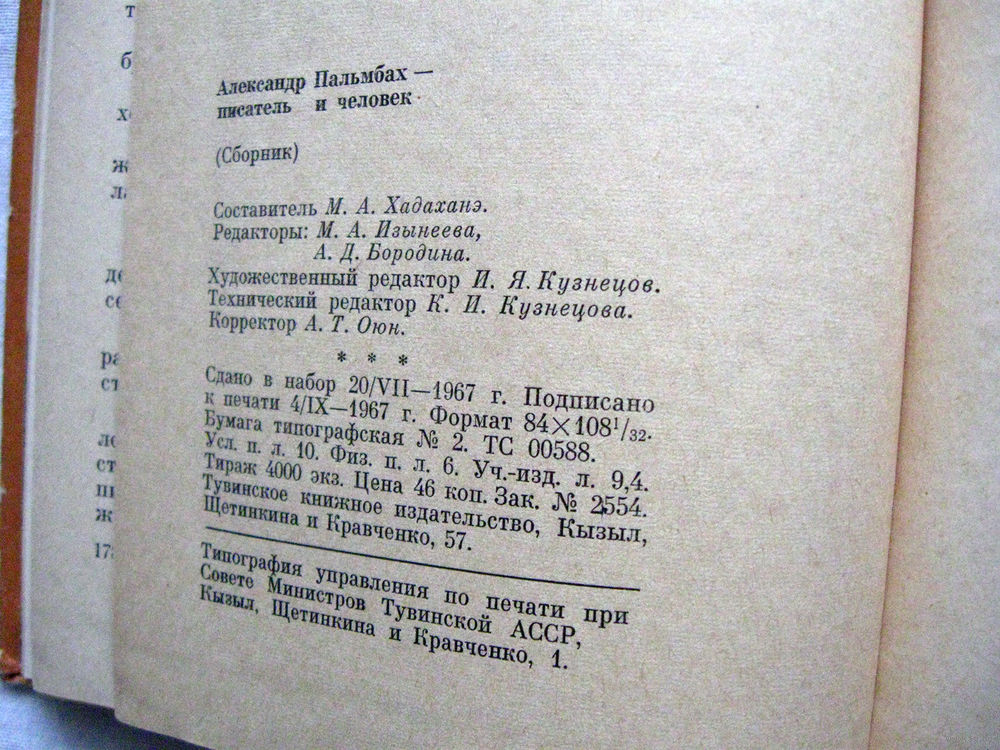 Александр Пальмбах —
писатель и человек
(Сборник)
Составитель М. А. Хадаханэ.
Редакторы: М. А. Изынеева,
А. Д. Бородина.
Художественный редактор И. Я. Кузнецов.
Технический редактор К. И. Кузнецова.
Корректор А. Т. Оюн.
* * *
Сдано в набор 20/VII—1967 г. Подписано
к печати 4/IX—1967 г. Формат 84×108¹/₃₂.
Бумага типографская № 2. ТС 00588.
Усл. п. л. 10. Физ. п. л. 6. Уч.-изд. л. 9,4.
Тираж 4000 экз. Цена 46 коп. Зак. № 2554.
Тувинское книжное издательство, Кызыл,
Щетинкина и Кравченко, 57.
Типография управления по печати при
Совете Министров Тувинской АССР,
Кызыл, Щетинкина и Кравченко, 1.